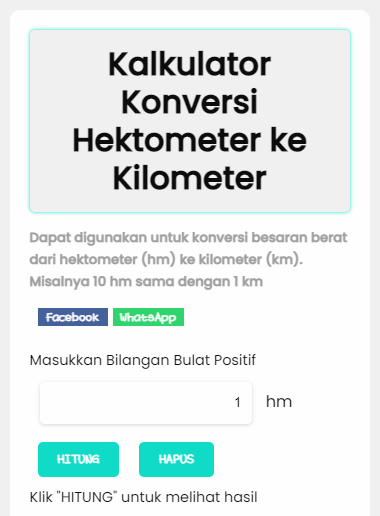 Kalkulator
Konversi
Hektometer ke
Kilometer
Dapat digunakan untuk konversi besaran berat
dari hektometer (hm) ke kilometer (km).
Misalnya 10 hm sama dengan 1 km
Facebook WhatsApp
Masukkan Bilangan Bulat Positif
1 hm
HITUNG HAPUS
Klik "HITUNG" untuk melihat hasil